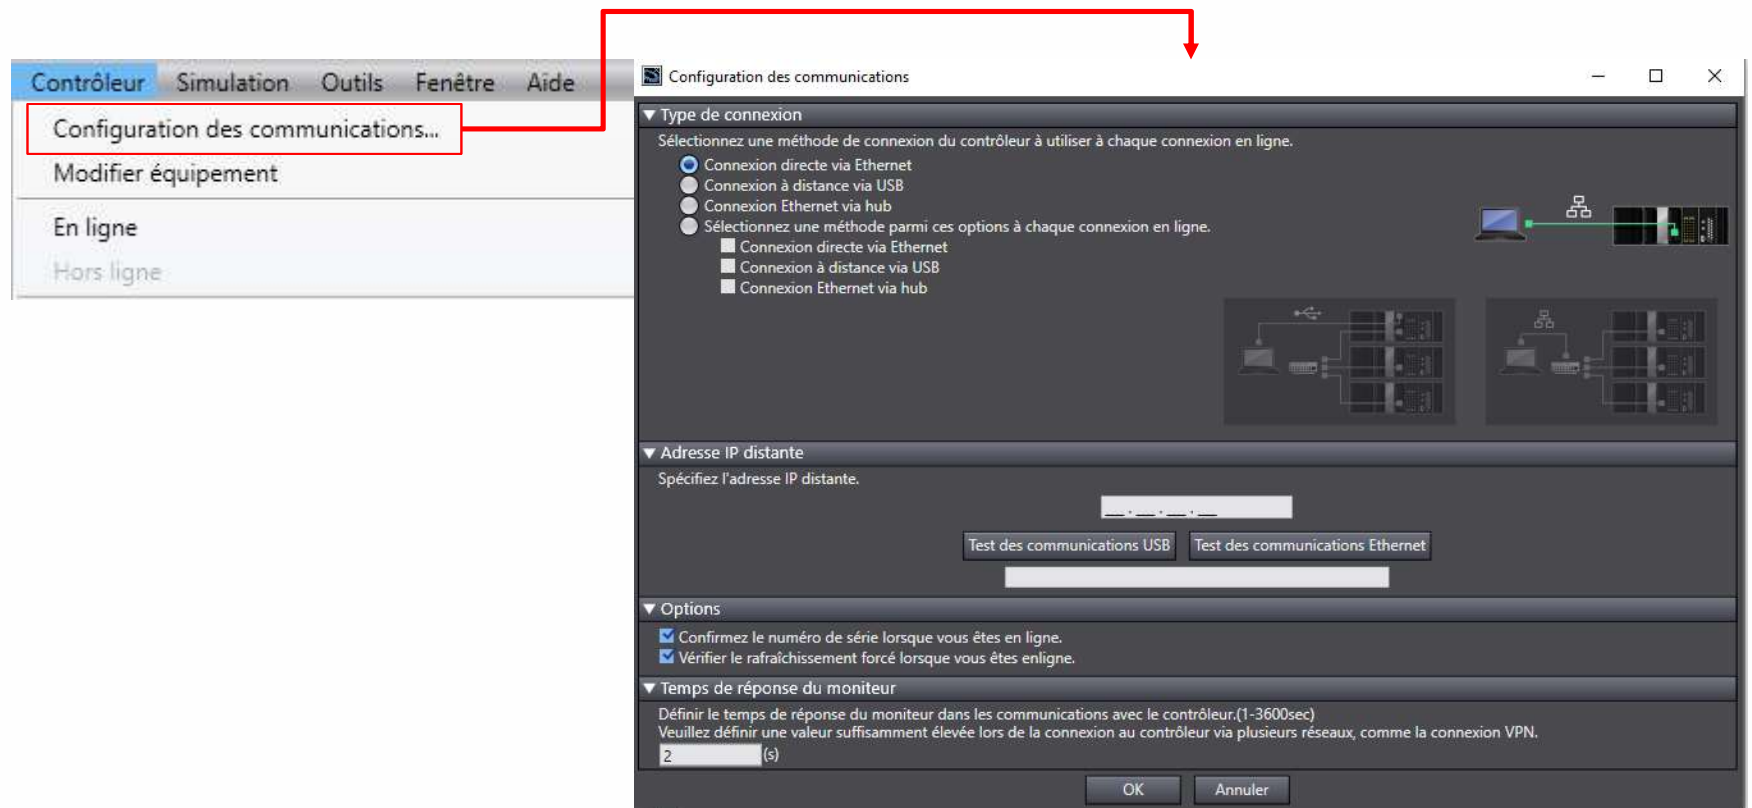 Contrôleur Simulation Outils Fenêtre Aide
Configuration des communications...
Modifier équipement
En ligne
Hors ligne
Configuration des communications
Type de connexion
Sélectionnez une méthode de connexion du contrôleur à utiliser à chaque connexion en ligne.
Connexion directe via Ethernet
Connexion à distance via USB
Connexion Ethernet via hub
Sélectionnez une méthode parmi ces options à chaque connexion en ligne.
Connexion directe via Ethernet
Connexion à distance via USB
Connexion Ethernet via hub
Adresse IP distante
Spécifiez l'adresse IP distante.
__ . __ . __ . __
Test des communications USB Test des communications Ethernet
Options
Confirmez le numéro de série lorsque vous êtes en ligne.
Vérifier le rafraîchissement forcé lorsque vous êtes enligne.
Temps de réponse du moniteur
Définir le temps de réponse du moniteur dans les communications avec le contrôleur.(1-3600sec)
Veuillez définir une valeur suffisamment élevée lors de la connexion au contrôleur via plusieurs réseaux, comme la connexion VPN.
2 (s)
OK Annuler